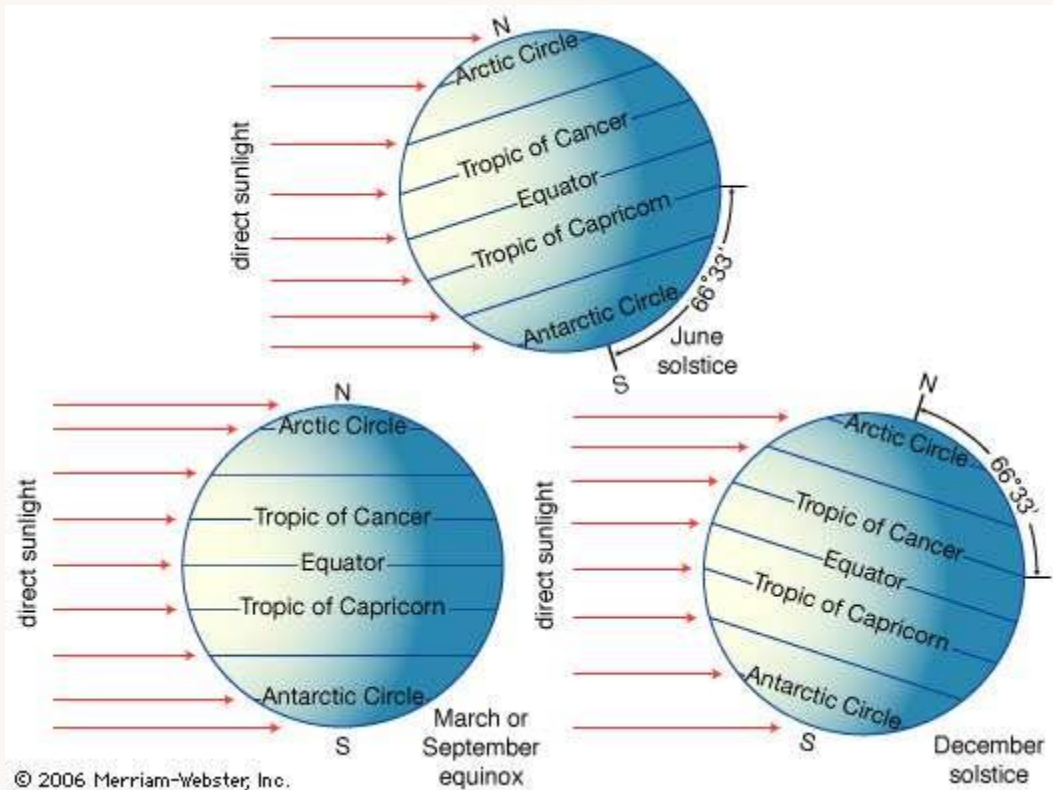 N
Arctic Circle
Tropic of Cancer
Equator
Tropic of Capricorn
Antarctic Circle
direct sunlight
66°33'
S
June
solstice
N
Arctic Circle
Tropic of Cancer
Equator
Tropic of Capricorn
Antarctic Circle
direct sunlight
S
March or
September
equinox
N
Arctic Circle
66°33'
Tropic of Cancer
Equator
Tropic of Capricorn
Antarctic Circle
direct sunlight
S
December
solstice
© 2006 Merriam-Webster, Inc.